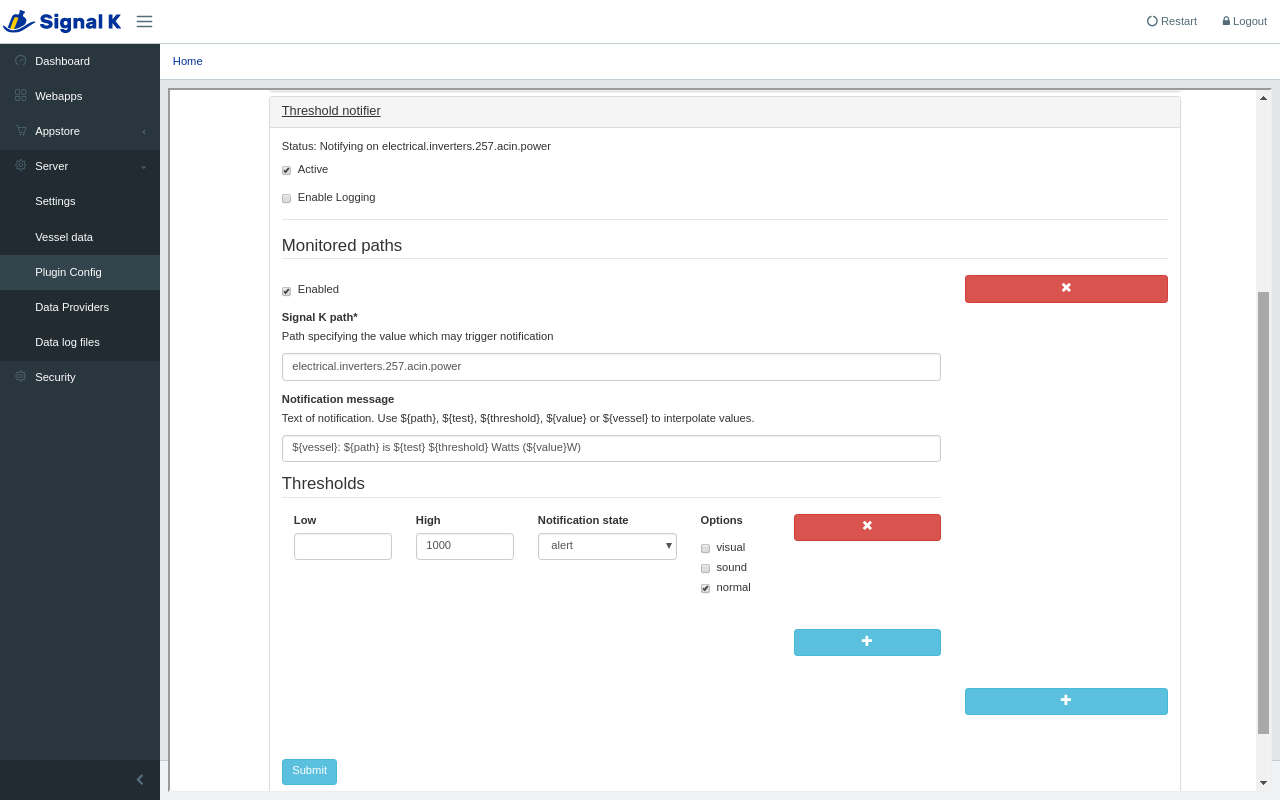 Signal K
Restart
Logout
Dashboard
Home
Webapps
Appstore
Server
Settings
Vessel data
Plugin Config
Data Providers
Data log files
Security
Threshold notifier
Status: Notifying on electrical.inverters.257.acin.power
Active
Enable Logging
Monitored paths
Enabled
Signal K path*
Path specifying the value which may trigger notification
electrical.inverters.257.acin.power
Notification message
Text of notification. Use ${path}, ${test}, ${threshold}, ${value} or ${vessel} to interpolate values.
${vessel}: ${path} is ${test} ${threshold} Watts (${value}W)
Thresholds
Low
High
Notification state
Options
1000
alert
visual
sound
normal
Submit